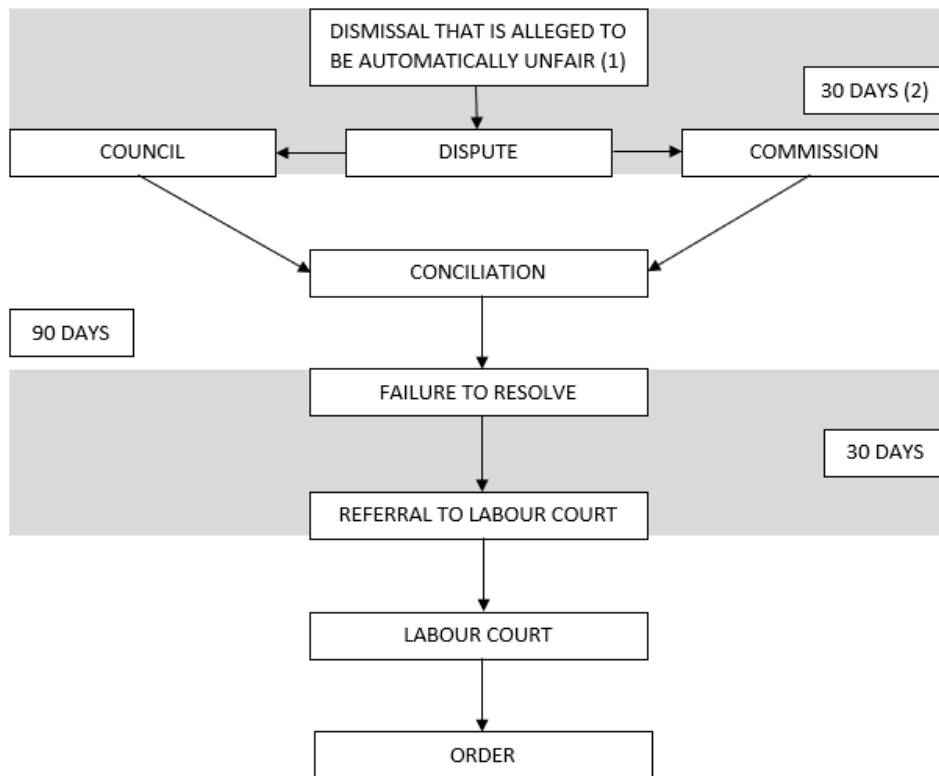 DISMISSAL THAT IS ALLEGED TO
BE AUTOMATICALLY UNFAIR (1)
30 DAYS (2)
COUNCIL
DISPUTE
COMMISSION
CONCILIATION
90 DAYS
FAILURE TO RESOLVE
30 DAYS
REFERRAL TO LABOUR COURT
LABOUR COURT
ORDER